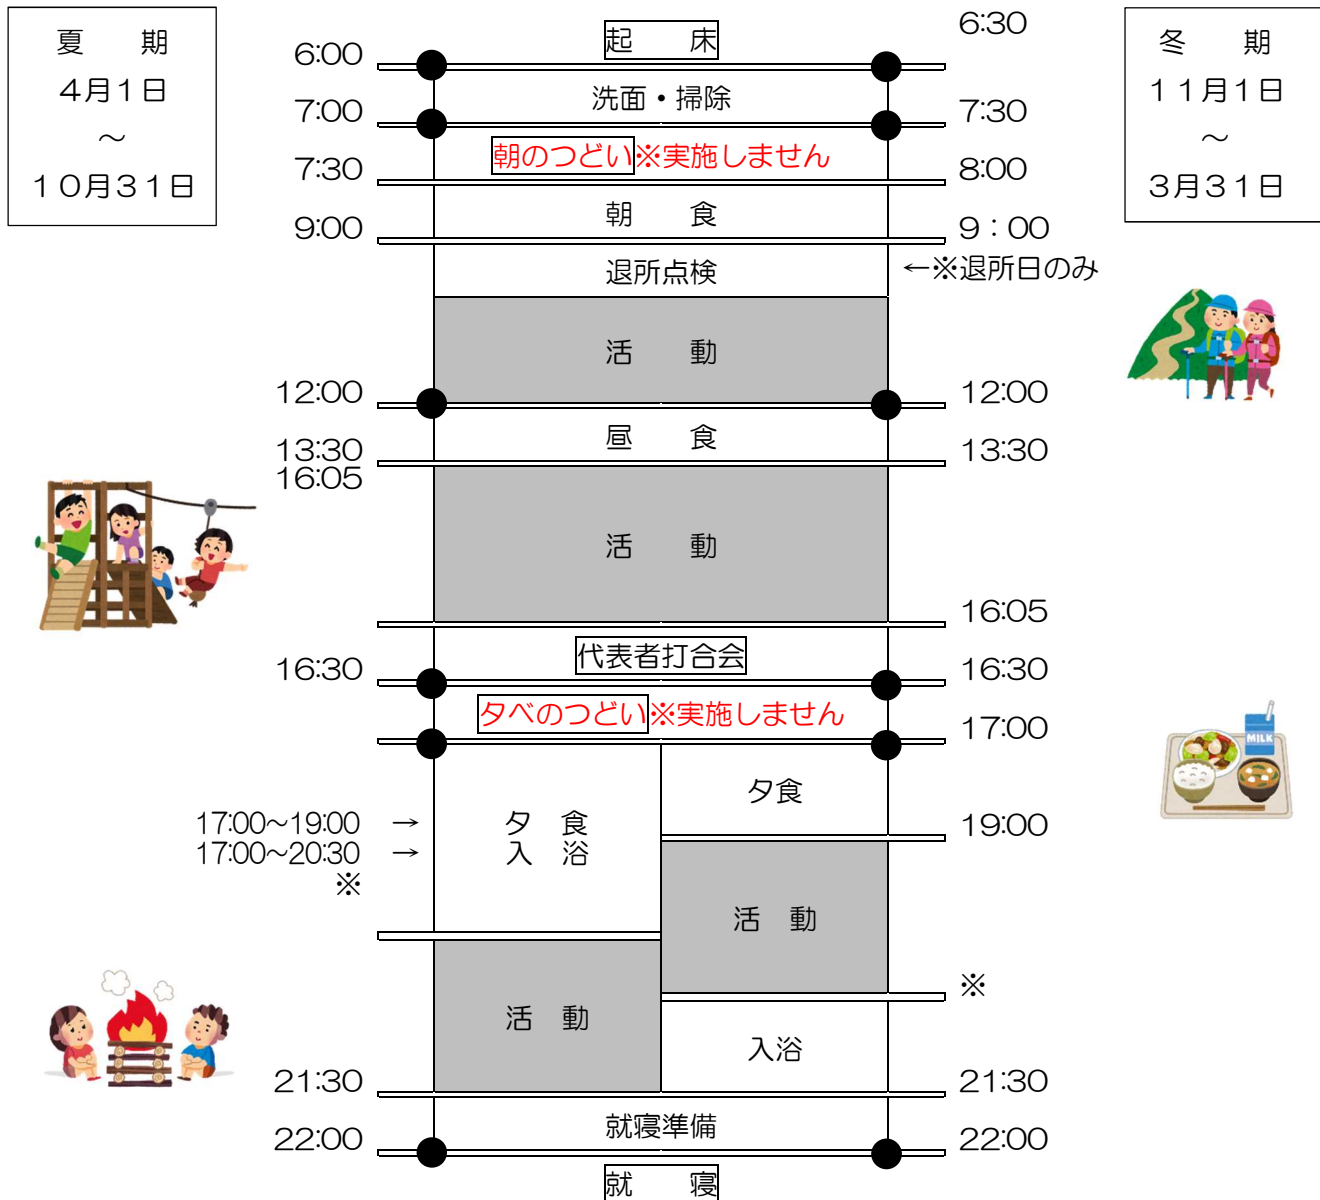 夏　期
4月1日
～
10月31日
冬　期
11月1日
～
3月31日
起　床
6:00
6:30
洗面・掃除
7:00
7:30
朝のつどい※実施しません
7:30
8:00
朝　食
9:00
9：00
退所点検
←※退所日のみ
活　動
12:00
12:00
昼　食
13:30
13:30
16:05
活　動
16:05
代表者打合会
16:30
16:30
夕べのつどい※実施しません
17:00
夕食
17:00～19:00 → 夕　食
17:00～20:30 → 入　浴
※
19:00
活　動
※
活　動
入浴
21:30
21:30
就寝準備
22:00
22:00
就　寝
MILK